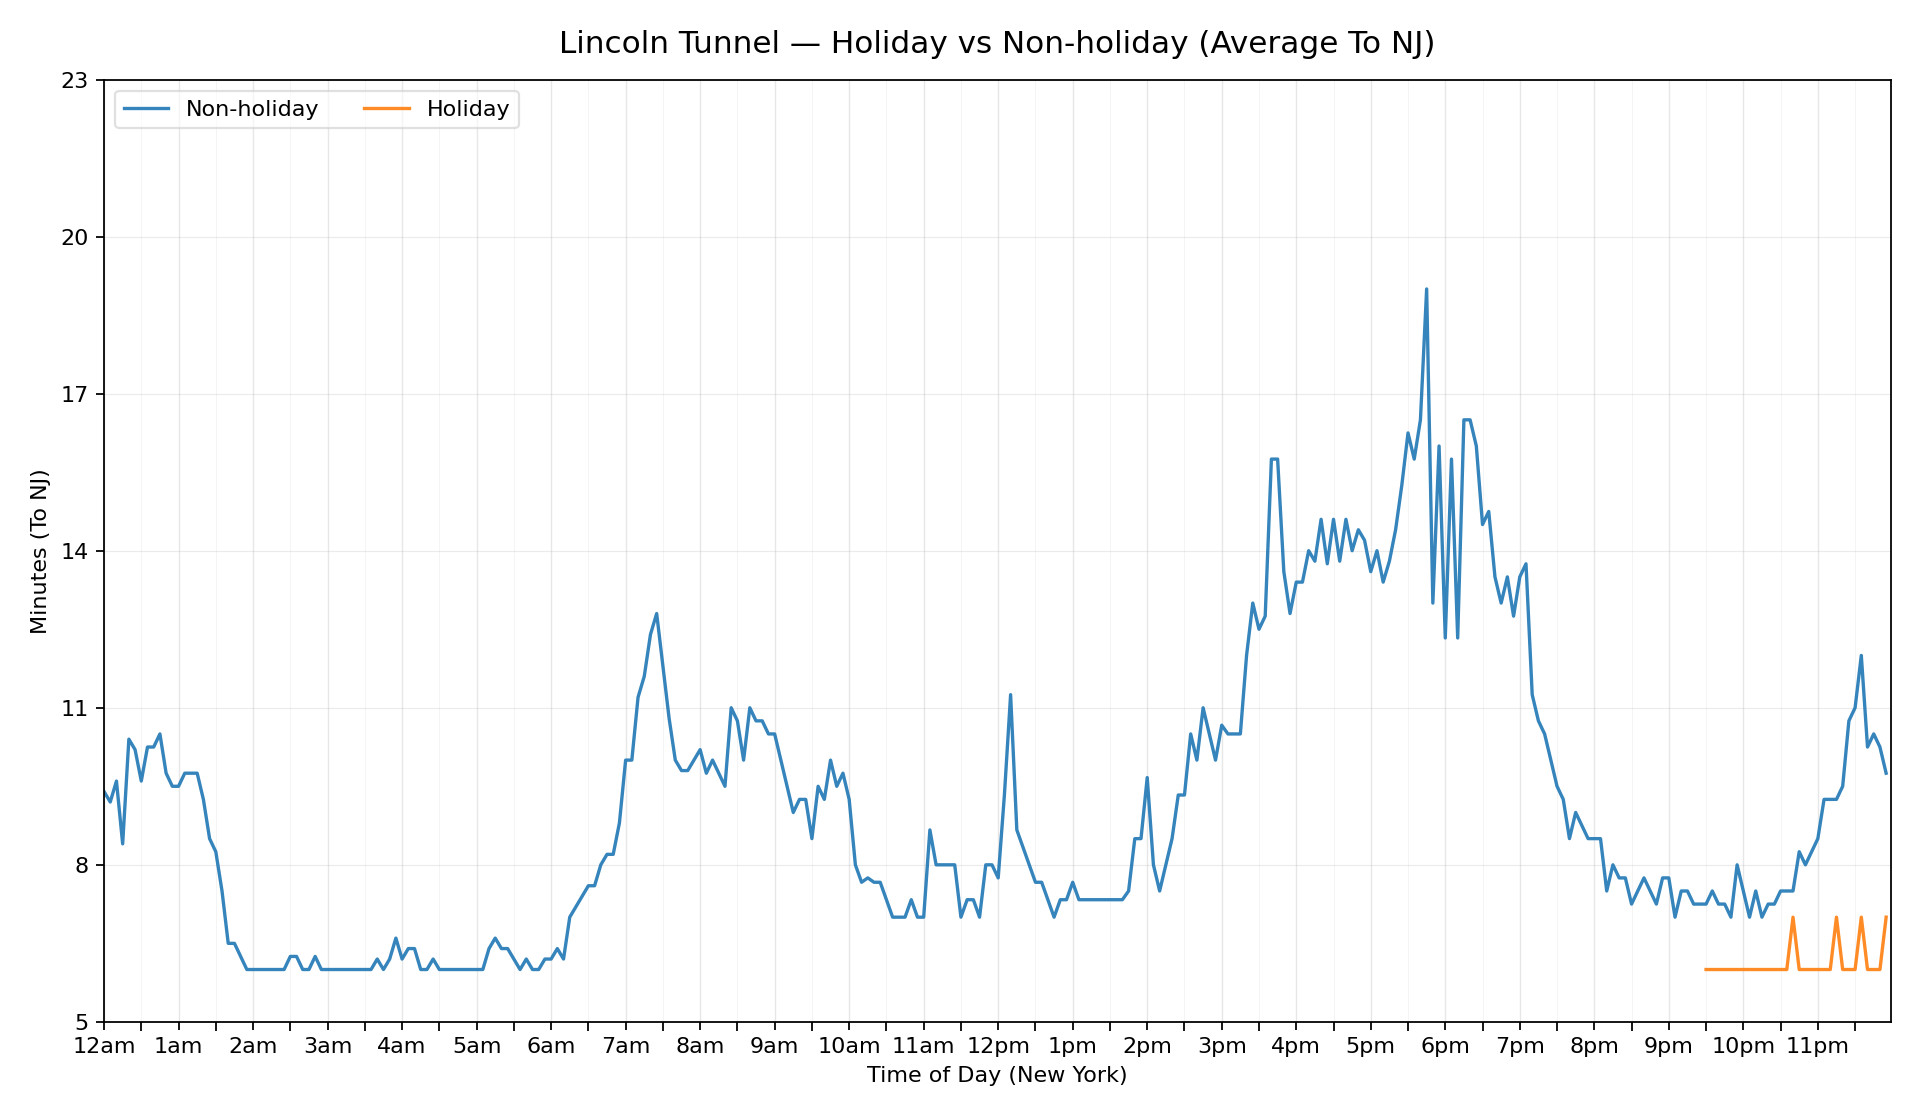 Lincoln Tunnel — Holiday vs Non-holiday (Average To NJ)
Non-holiday Holiday
23
20
17
14
11
8
5
Minutes (To NJ)
12am 1am 2am 3am 4am 5am 6am 7am 8am 9am 10am 11am 12pm 1pm 2pm 3pm 4pm 5pm 6pm 7pm 8pm 9pm 10pm 11pm
Time of Day (New York)